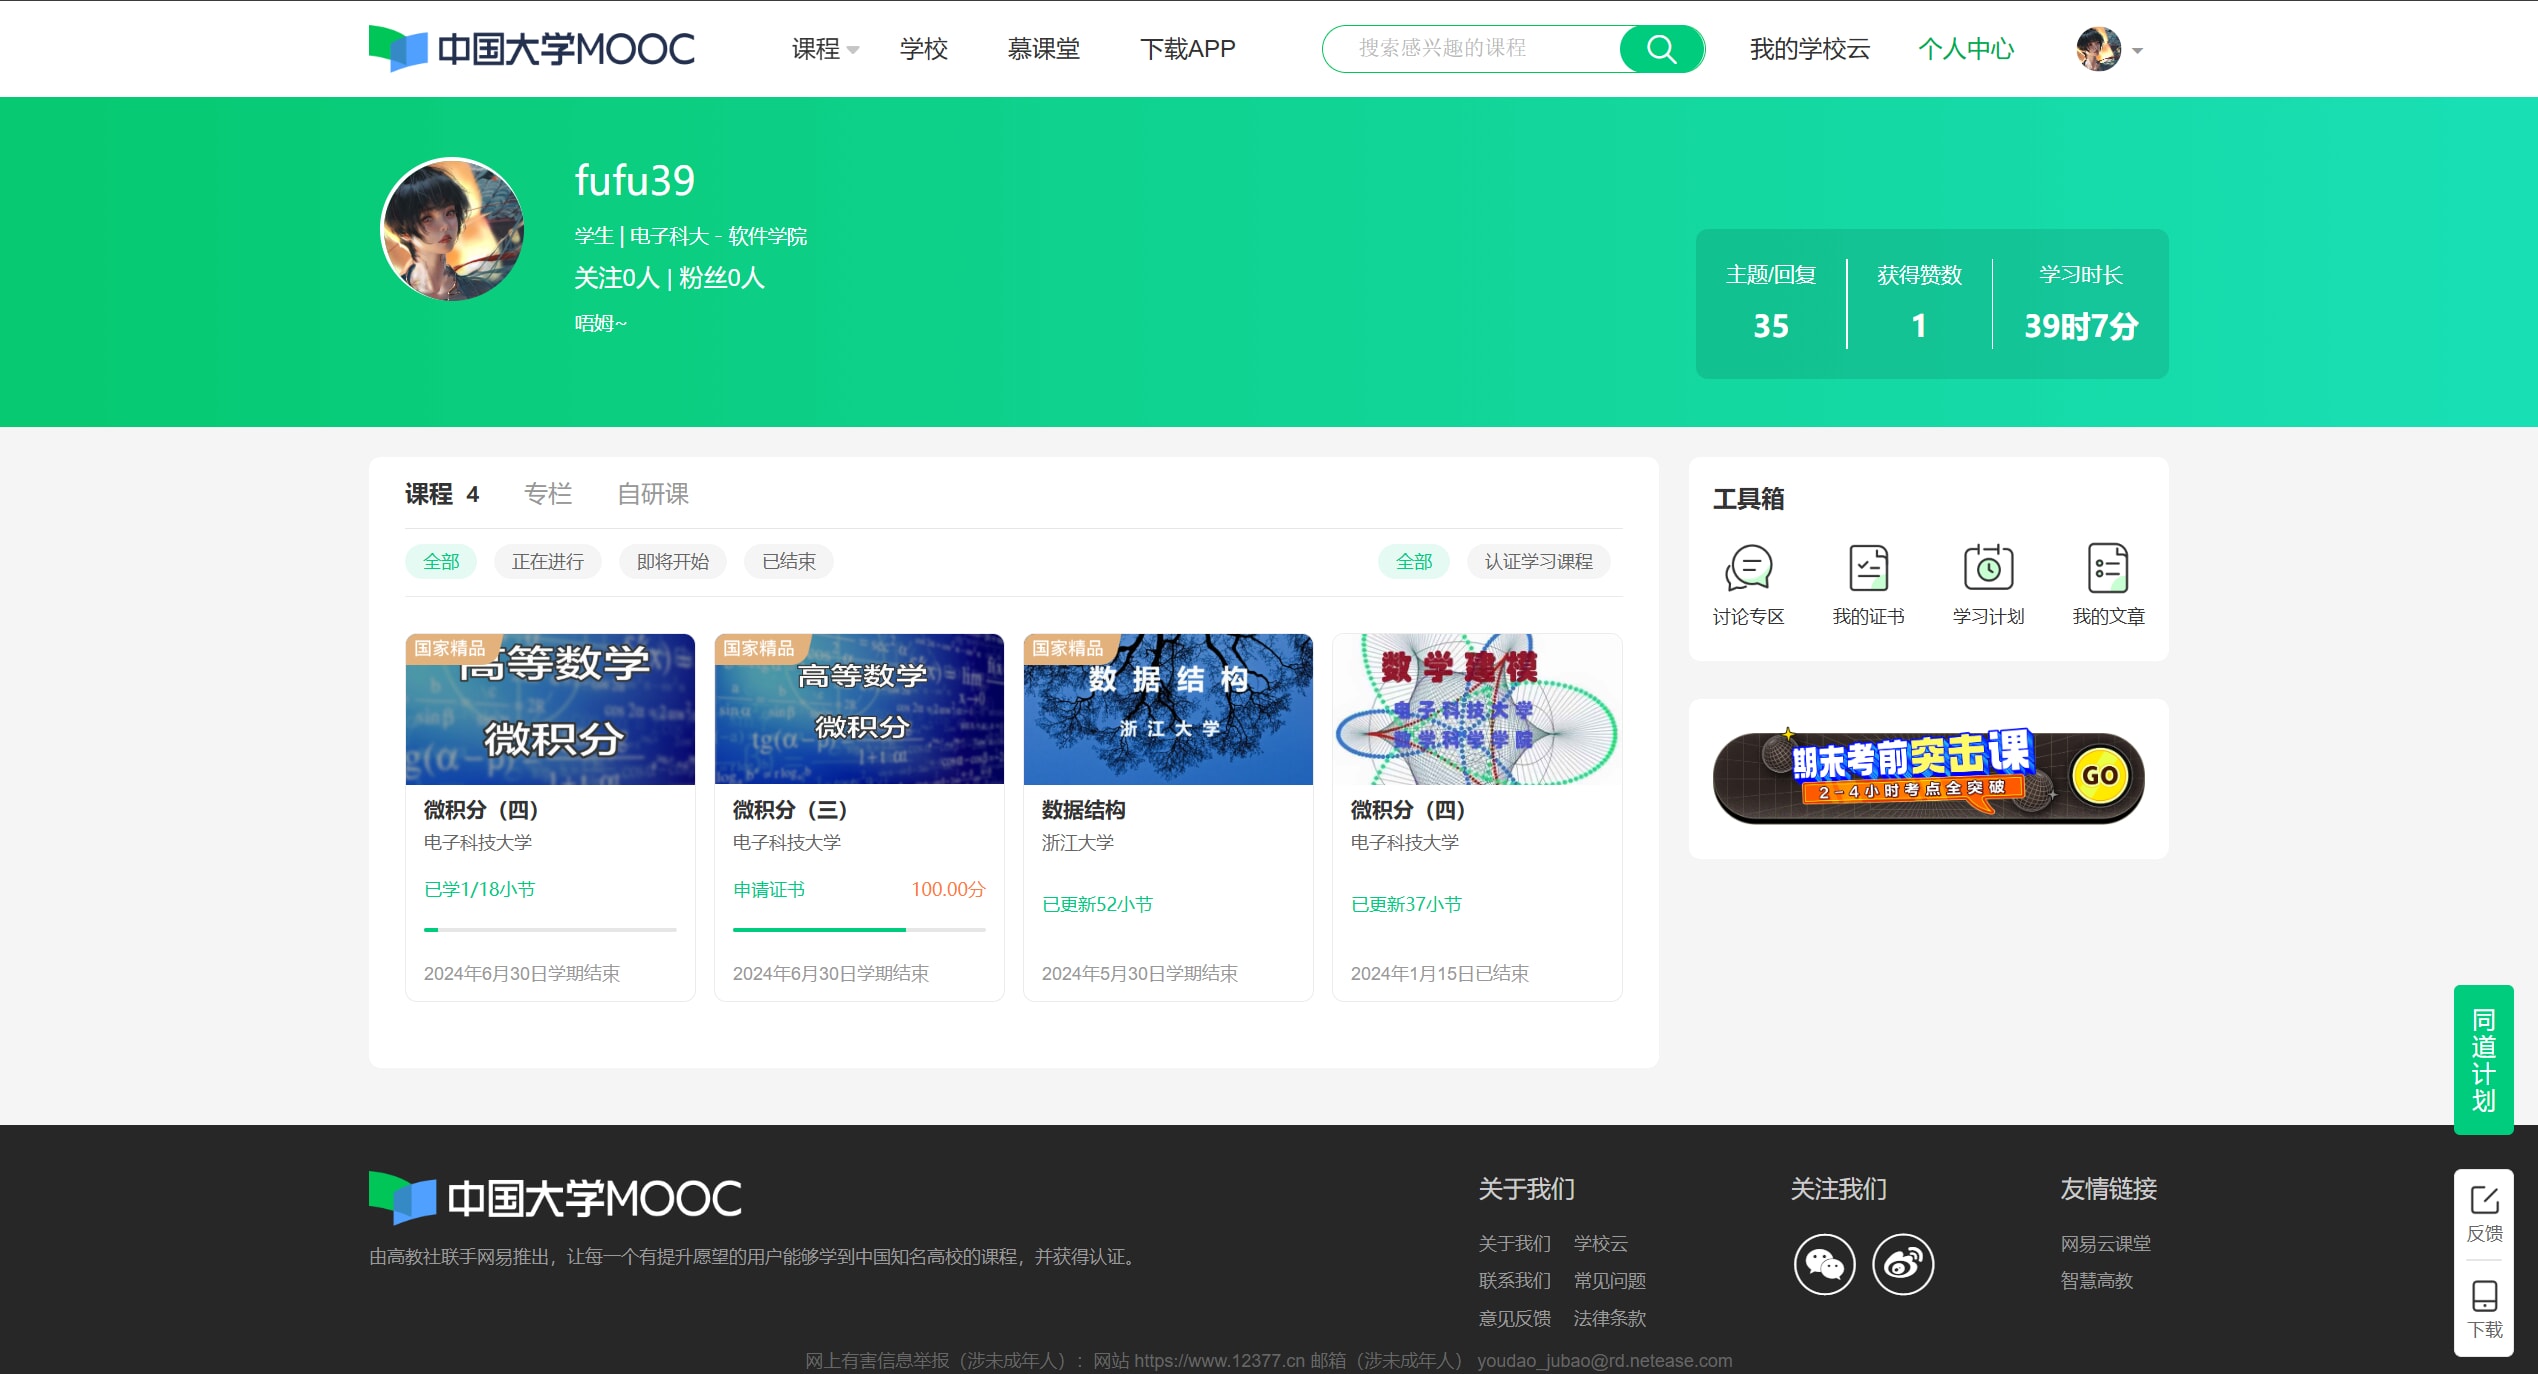 中国大学MOOC
课程
学校
慕课堂
下载APP
搜索感兴趣的课程
我的学校云
个人中心
fufu39
学生 | 电子科大 - 软件学院
关注0人 | 粉丝0人
唔姆~
主题/回复
35
获得赞数
1
学习时长
39时7分
课程 4
专栏
自研课
全部
正在进行
即将开始
已结束
全部
认证学习课程
国家精品
高等数学
微积分
微积分（四）
电子科技大学
已学1/18小节
2024年6月30日学期结束
国家精品
高等数学
微积分
微积分（三）
电子科技大学
申请证书
100.00分
2024年6月30日学期结束
国家精品
数据结构
浙江大学
数据结构
浙江大学
已更新52小节
2024年5月30日学期结束
数学建模
电子科技大学
数学科学学院
微积分（四）
电子科技大学
已更新37小节
2024年1月15日已结束
工具箱
讨论专区
我的证书
学习计划
我的文章
期末考前突击课
2-4小时考点全突破
GO
同道计划
中国大学MOOC
由高教社联手网易推出，让每一个有提升愿望的用户能够学到中国知名高校的课程，并获得认证。
关于我们
关于我们 学校云
联系我们 常见问题
意见反馈 法律条款
关注我们
友情链接
网易云课堂
智慧高教
反馈
下载
网上有害信息举报（涉未成年人）：网站 https://www.12377.cn 邮箱（涉未成年人） youdao_jubao@rd.netease.com